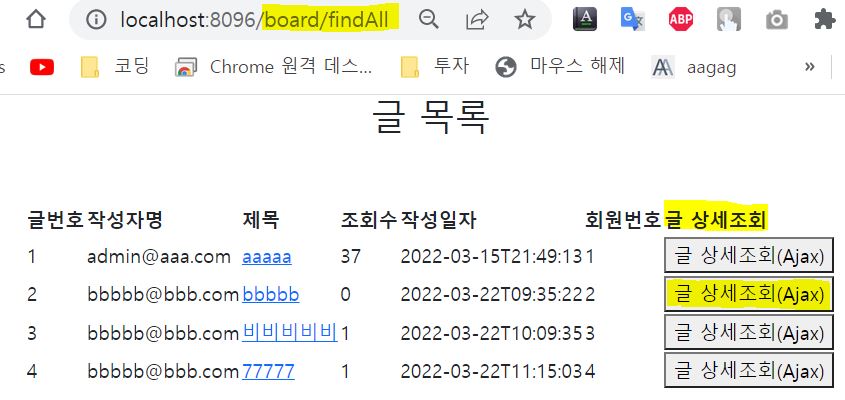 localhost:8096/board/findAll
s 코딩 Chrome 원격 데스... 투자 마우스 해제 AA aagag »
ABP
글 목록
글번호 작성자명 제목 조회수 작성일자 회원번호 글 상세조회
1 admin@aaa.com aaaaa 37 2022-03-15T21:49:13 1 글 상세조회(Ajax)
2 bbbbb@bbb.com bbbbb 0 2022-03-22T09:35:22 2 글 상세조회(Ajax)
3 bbbbb@bbb.com 비비비비비 1 2022-03-22T10:09:35 3 글 상세조회(Ajax)
4 bbbbb@bbb.com 77777 1 2022-03-22T11:15:03 4 글 상세조회(Ajax)